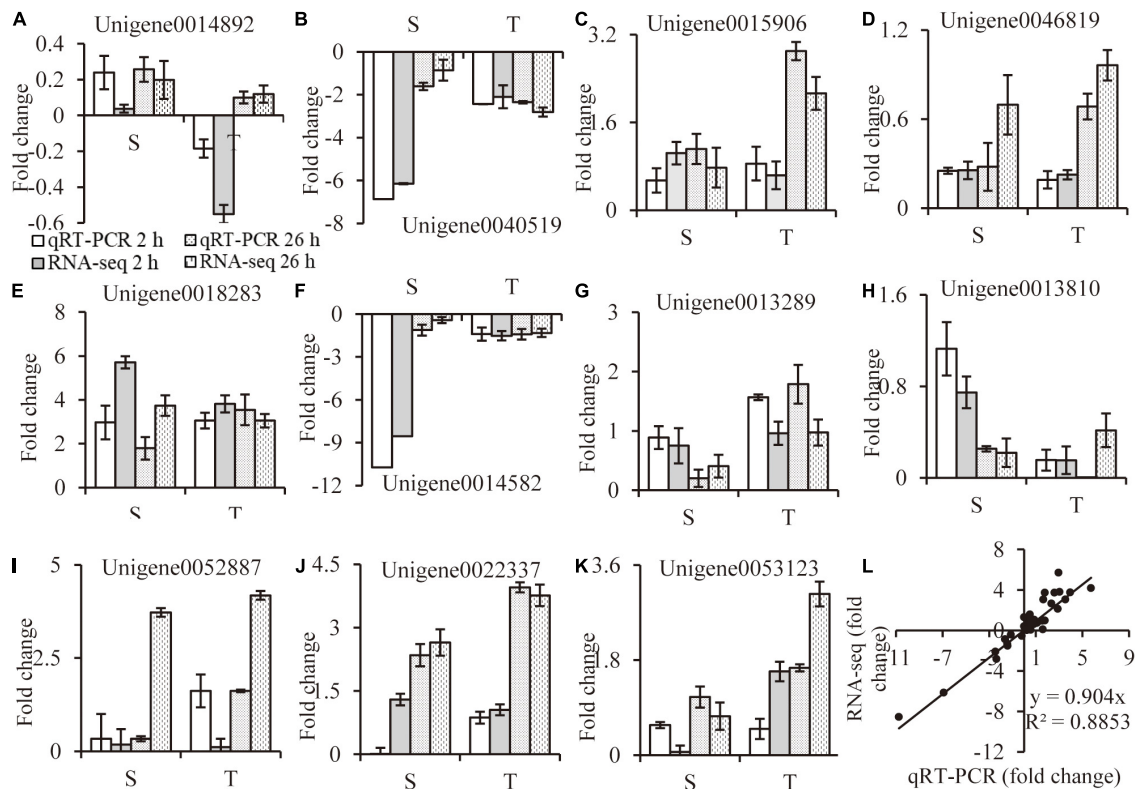 A Unigene0014892
Fold change
0.4
0.2
0
-0.2
-0.4
-0.6
S T
qRT-PCR 2 h
qRT-PCR 26 h
RNA-seq 2 h
RNA-seq 26 h
B
S T
Fold change
0
-2
-4
-6
-8
Unigene0040519
C Unigene0015906
Fold change
3.2
1.6
0
S T
D Unigene0046819
Fold change
1.2
0.6
0.0
S T
E Unigene0018283
Fold change
8
6
4
2
0
S T
F
S T
Fold change
0
-3
-6
-9
-12
Unigene0014582
G Unigene0013289
Fold change
3
2
1
0
S T
H Unigene0013810
Fold change
1.6
0.8
0
S T
I Unigene0052887
Fold change
5
2.5
0
S T
J Unigene0022337
Fold change
4.5
3
1.5
0
S T
K Unigene0053123
Fold change
3.6
1.8
0
S T
L
RNA-seq (fold
change)
8
4
0
-4
-8
-12
-11 -7 -3 1 5 9
y = 0.904x
R² = 0.8853
qRT-PCR (fold change)